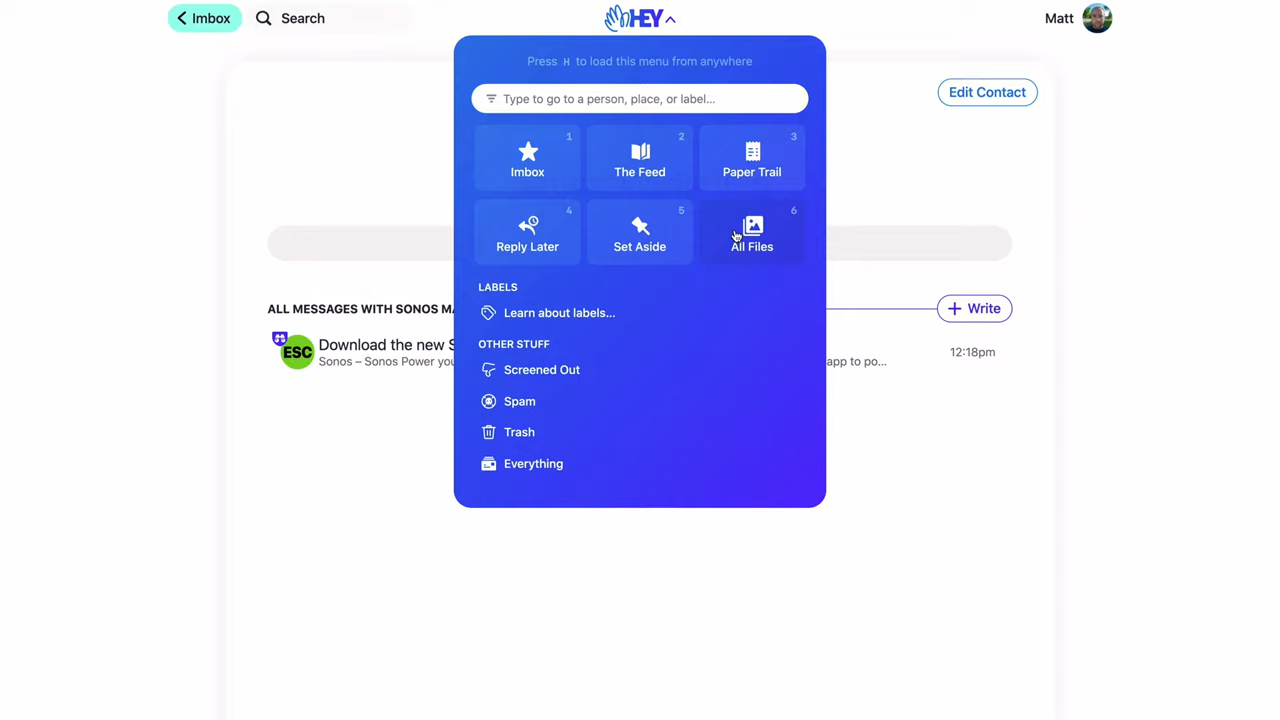 Imbox
Search
HEY
Matt
Press H to load this menu from anywhere
Type to go to a person, place, or label...
Edit Contact
1
Imbox
2
The Feed
3
Paper Trail
4
Reply Later
5
Set Aside
6
All Files
LABELS
Learn about labels...
ALL MESSAGES WITH SONOS MA
Write
OTHER STUFF
ESC
Download the new S
Sonos – Sonos Power you
app to po...
12:18pm
Screened Out
Spam
Trash
Everything